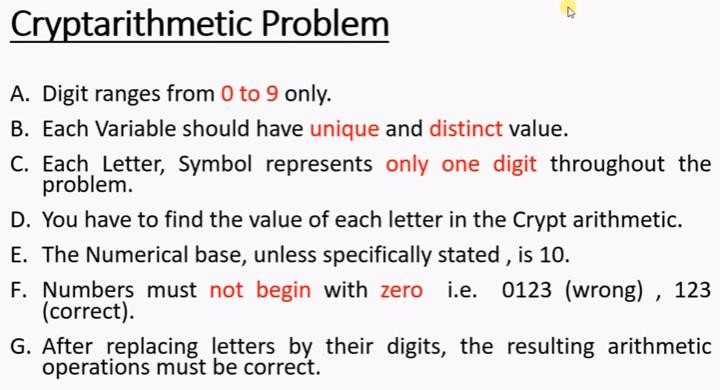 Cryptarithmetic Problem
A. Digit ranges from 0 to 9 only.
B. Each Variable should have unique and distinct value.
C. Each Letter, Symbol represents only one digit throughout the
problem.
D. You have to find the value of each letter in the Crypt arithmetic.
E. The Numerical base, unless specifically stated , is 10.
F. Numbers must not begin with zero i.e. 0123 (wrong) , 123
(correct).
G. After replacing letters by their digits, the resulting arithmetic
operations must be correct.